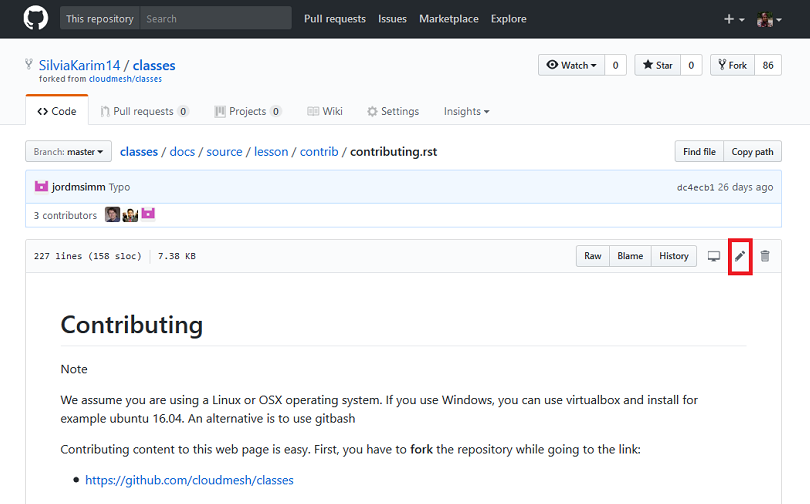 This repository Search Pull requests Issues Marketplace Explore
SilviaKarim14 / classes Watch 0 Star 0 Fork 86
forked from cloudmesh/classes
Code Pull requests 0 Projects 0 Wiki Settings Insights
Branch: master classes / docs / source / lesson / contrib / contributing.rst Find file Copy path
jordmsimm Typo dc4ecb1 26 days ago
3 contributors
227 lines (158 sloc) 7.38 KB Raw Blame History
Contributing
Note
We assume you are using a Linux or OSX operating system. If you use Windows, you can use virtualbox and install for
example ubuntu 16.04. An alternative is to use gitbash
Contributing content to this web page is easy. First, you have to fork the repository while going to the link:
• https://github.com/cloudmesh/classes